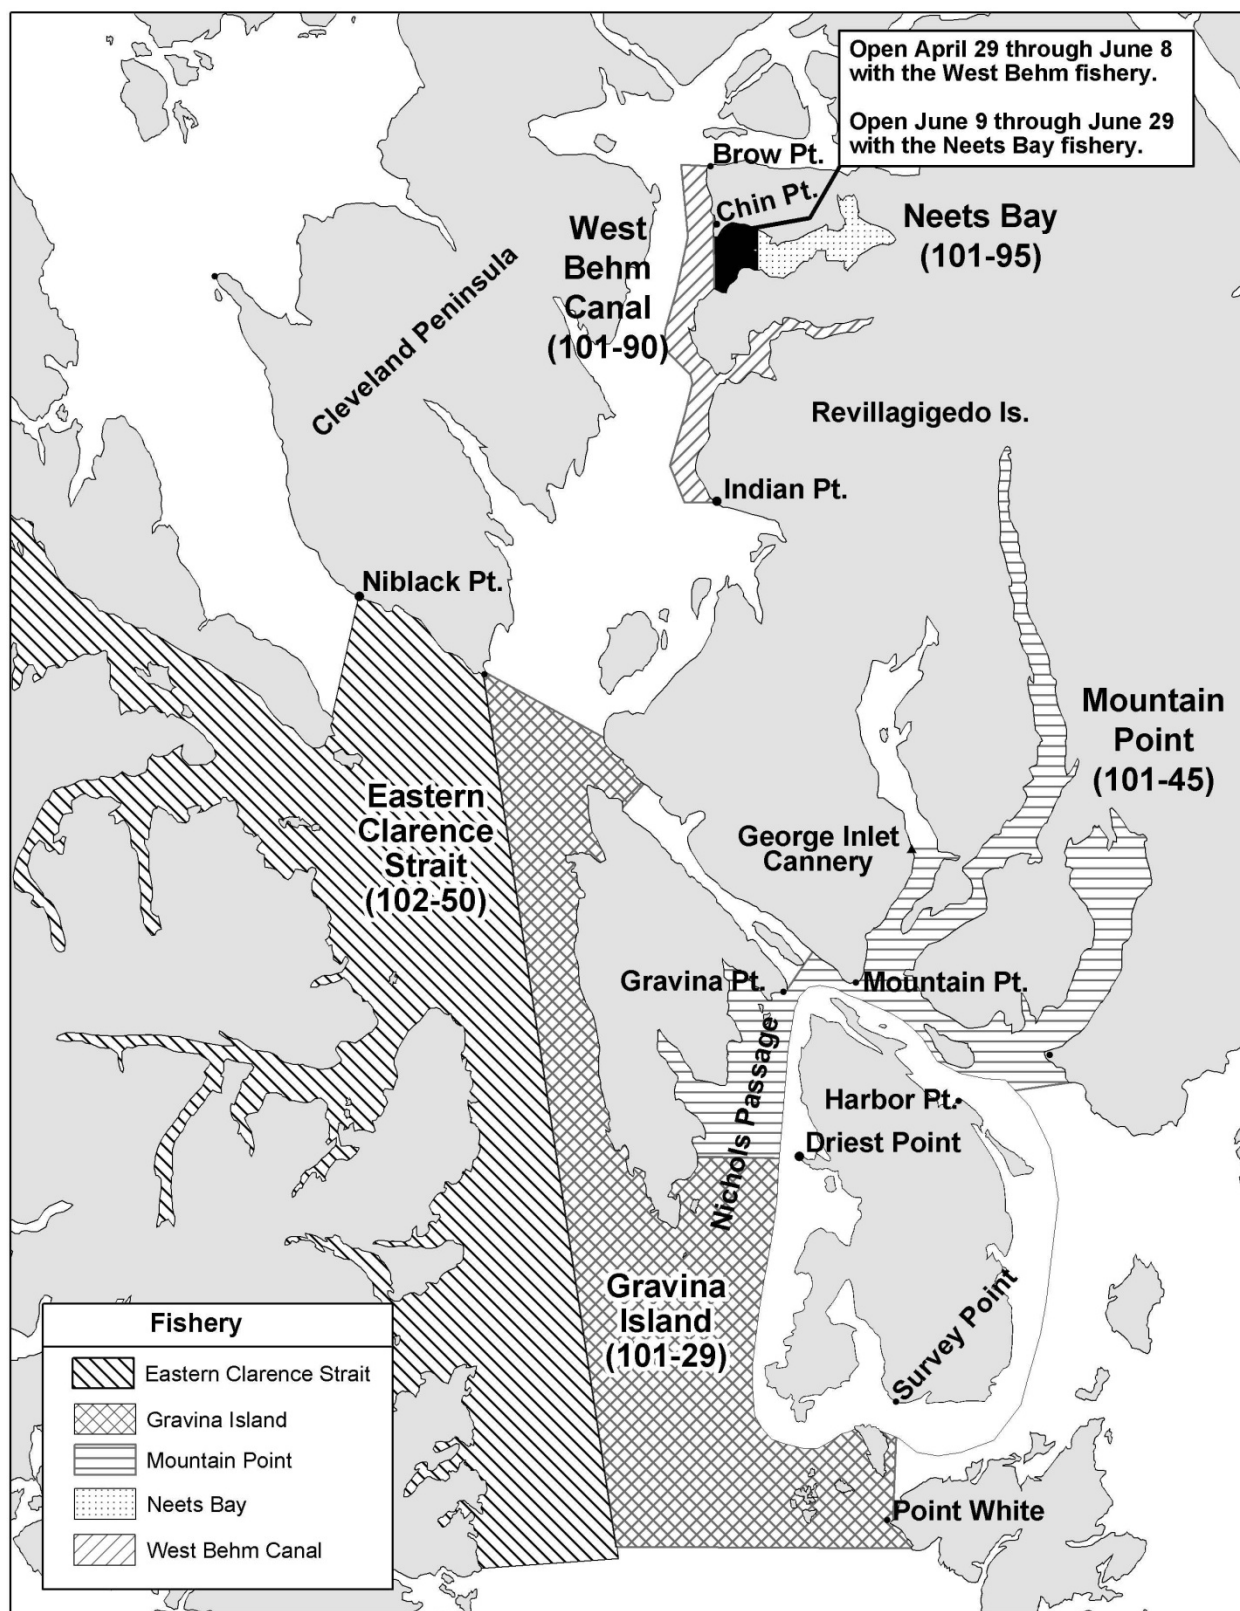 Open April 29 through June 8
with the West Behm fishery.
Open June 9 through June 29
with the Neets Bay fishery.
Brow Pt.
Chin Pt.
West
Behm
Canal
(101-90)
Neets Bay
(101-95)
Cleveland Peninsula
Revillagigedo Is.
Indian Pt.
Niblack Pt.
Mountain
Point
(101-45)
Eastern
Clarence
Strait
(102-50)
George Inlet
Cannery
Gravina Pt.
Mountain Pt.
Nichols Passage
Harbor Pt.
Driest Point
Gravina
Island
(101-29)
Survey Point
Point White
Fishery
Eastern Clarence Strait
Gravina Island
Mountain Point
Neets Bay
West Behm Canal